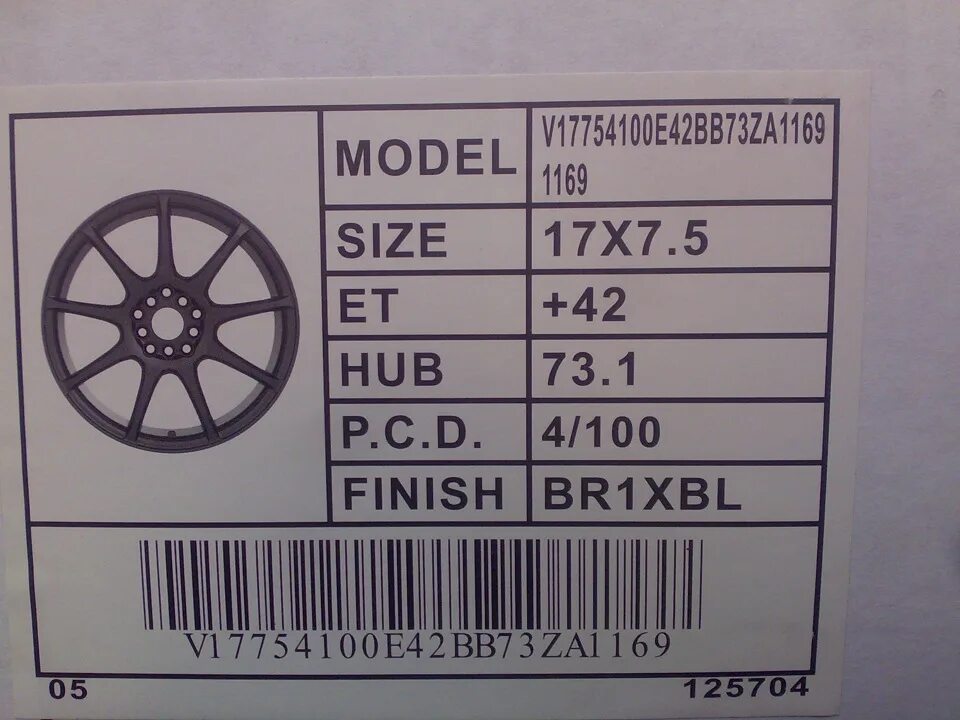 MODEL V17754100E42BB73ZA1169
1169
SIZE 17X7.5
ET +42
HUB 73.1
P.C.D. 4/100
FINISH BR1XBL
V17754100E42BB73ZA1169
05 125704